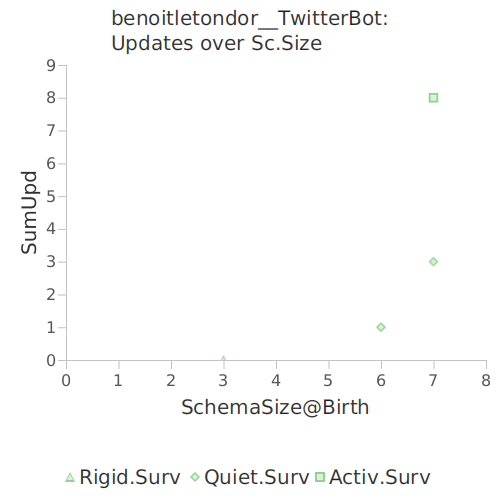 benoitletondor__TwitterBot:
Updates over Sc.Size
9
8
7
6
5
4
3
2
1
0
SumUpd
0 1 2 3 4 5 6 7 8
SchemaSize@Birth
Rigid.Surv Quiet.Surv Activ.Surv